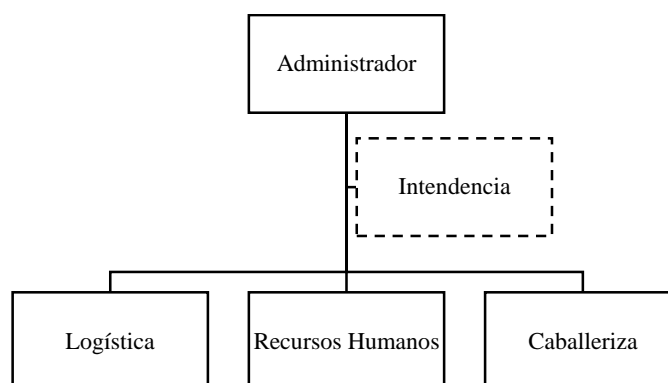 Administrador
Intendencia
Logística
Recursos Humanos
Caballeriza